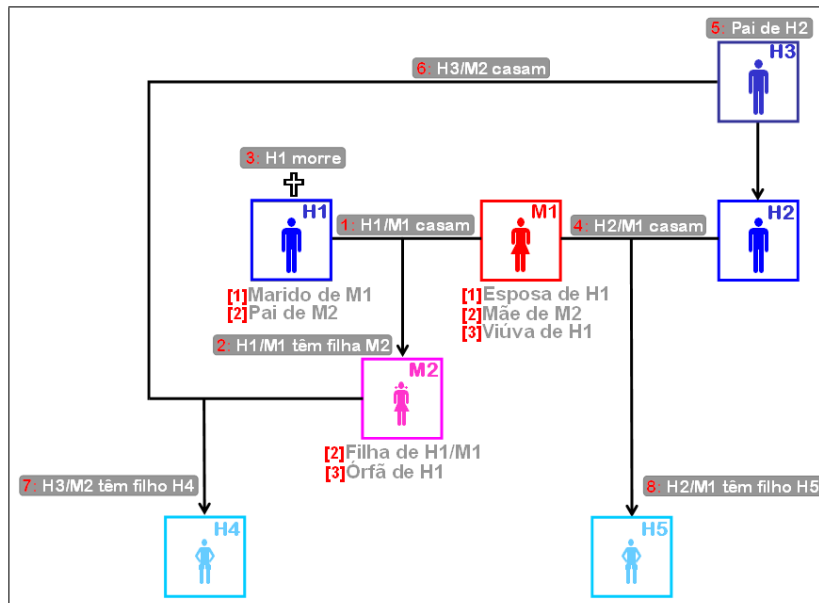 5: Pai de H2
H3
6: H3/M2 casam
3: H1 morre
H1
1: H1/M1 casam
M1
4: H2/M1 casam
H2
[1]Marido de M1
[2]Pai de M2
[1]Esposa de H1
[2]Mãe de M2
[3]Viúva de H1
2: H1/M1 têm filha M2
M2
[2]Filha de H1/M1
[3]Órfã de H1
7: H3/M2 têm filho H4
8: H2/M1 têm filho H5
H4
H5